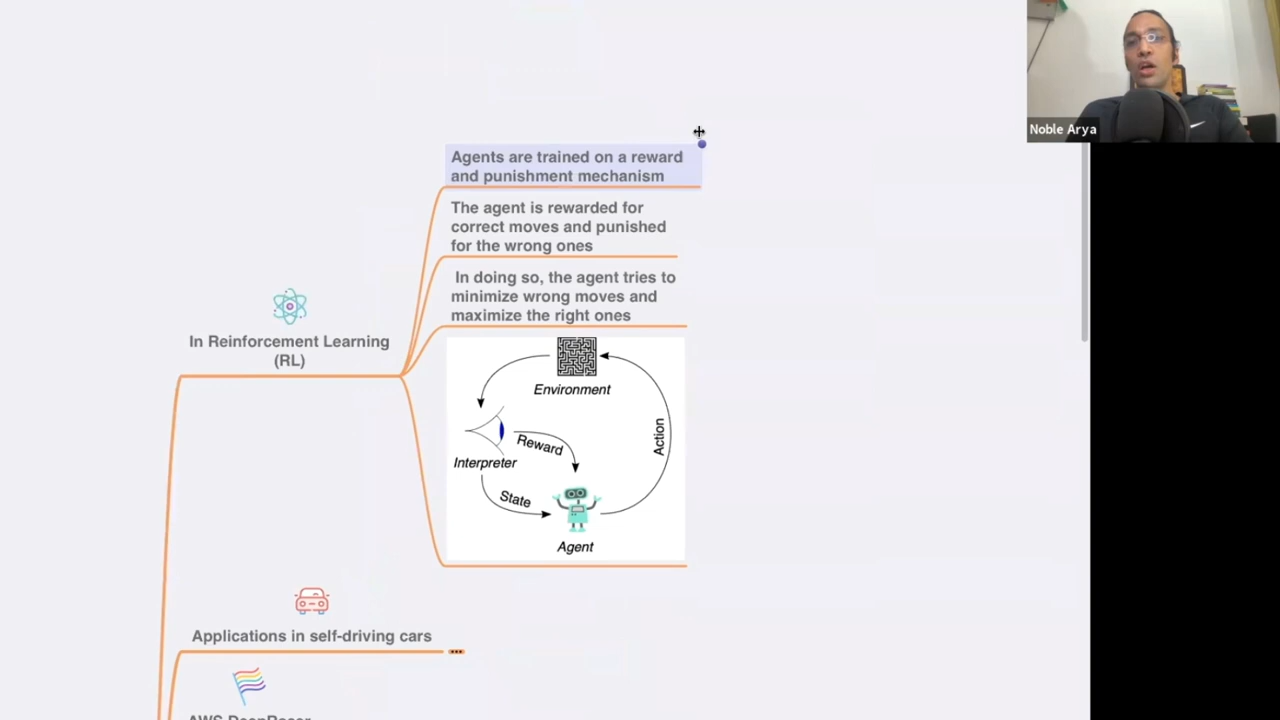 Noble Arya
Agents are trained on a reward
and punishment mechanism
The agent is rewarded for
correct moves and punished
for the wrong ones
In doing so, the agent tries to
minimize wrong moves and
maximize the right ones
In Reinforcement Learning
(RL)
Environment
Reward
Action
Interpreter
State
Agent
Applications in self-driving cars
AWS DeepRacer